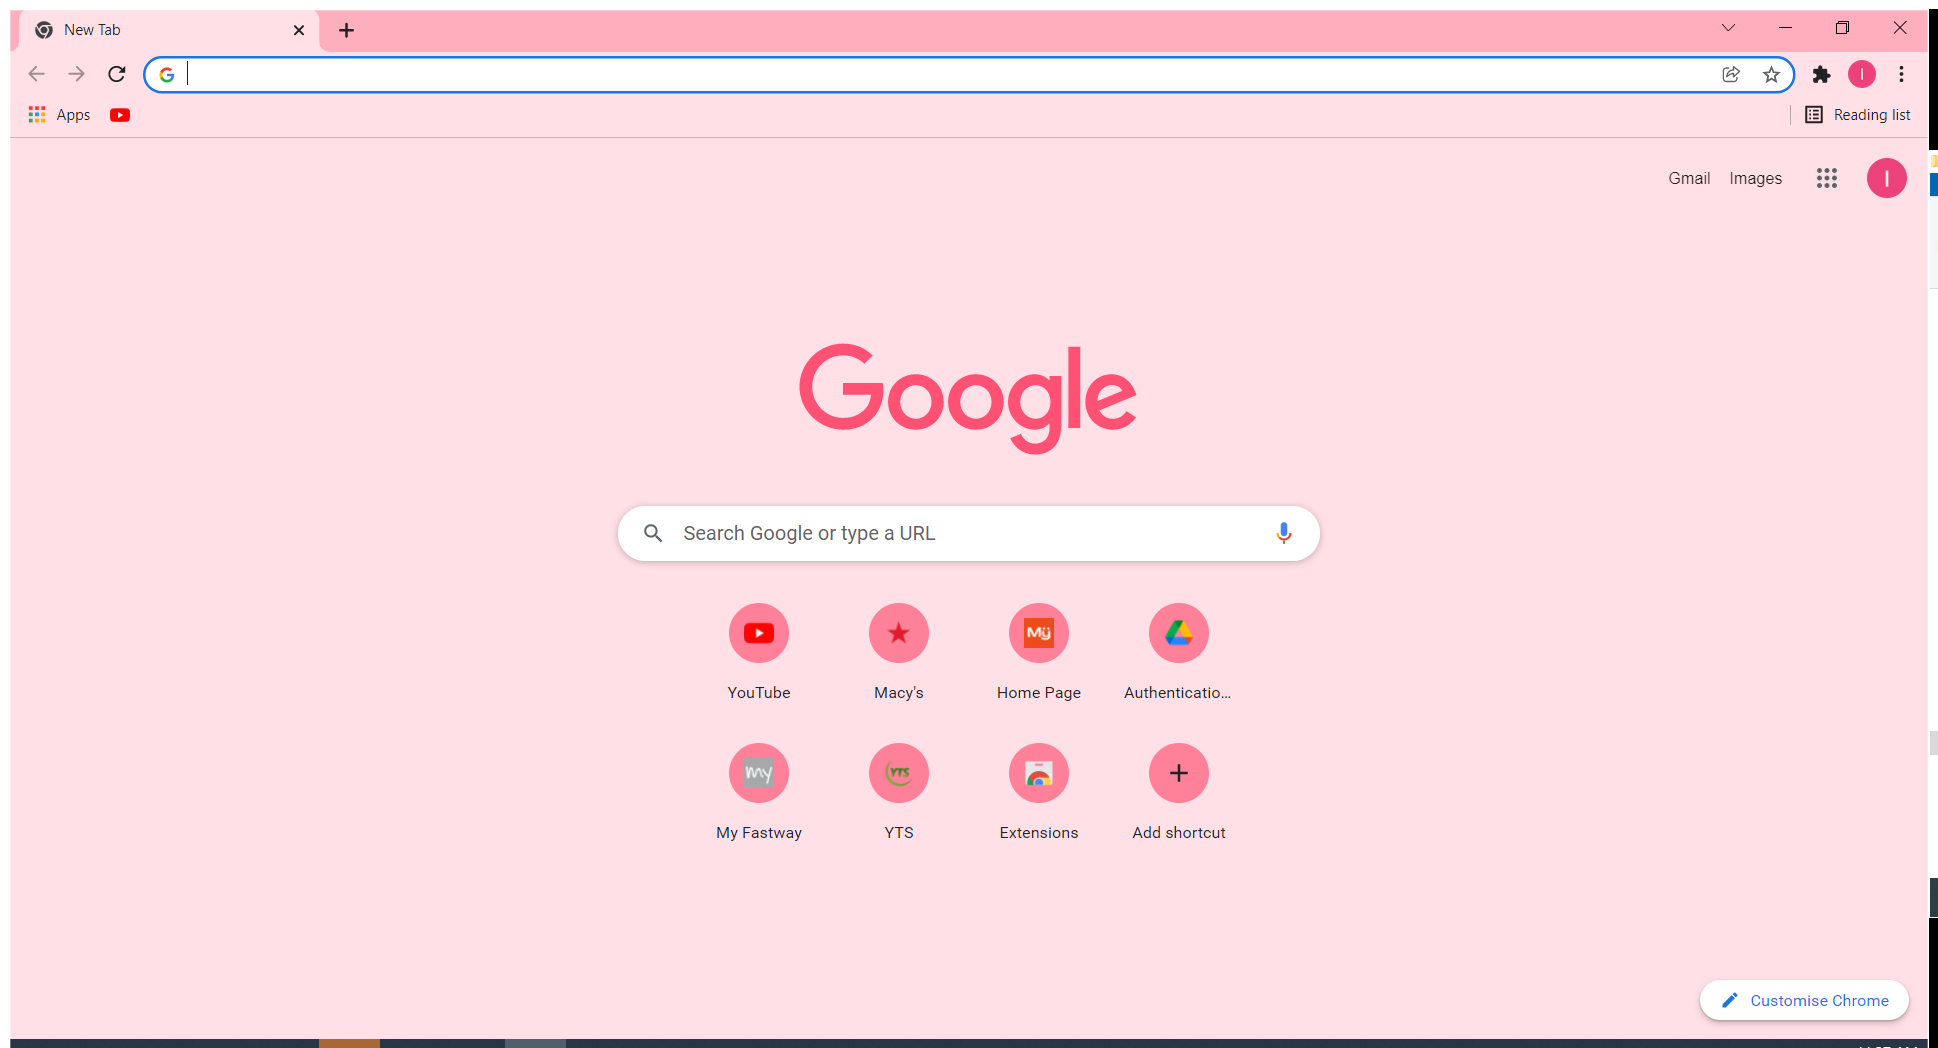 New Tab
Apps
Reading list
Gmail Images
I
Google
Search Google or type a URL
YouTube Macy's Home Page Authenticatio...
My Fastway YTS Extensions Add shortcut
Customise Chrome